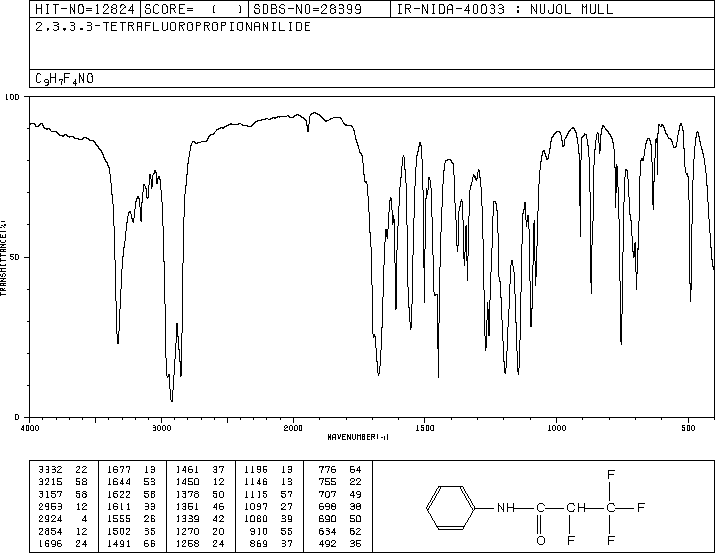 HIT-NO=12824 SCORE= ( ) SDBS-NO=28399 IR-NIDA-40033 : NUJOL MULL
2,3,3,3-TETRAFLUOROPROPIONANILIDE
C9H7F4NO
100
50
0
TRANSMITTANCE(%)
4000 3000 2000 1500 1000 500
WAVENUMBER(-1)
3332 22 1677 13 1461 37 1196 13 776 64
3215 58 1644 53 1450 12 1146 13 755 22
3157 58 1622 58 1378 50 1115 57 707 49
2953 12 1611 33 1351 46 1097 27 698 38
2924 4 1555 26 1339 42 1080 39 690 50
2854 12 1502 35 1270 20 910 55 634 62
1696 24 1491 66 1258 24 869 37 492 35
F
NH C CH C F
O F F